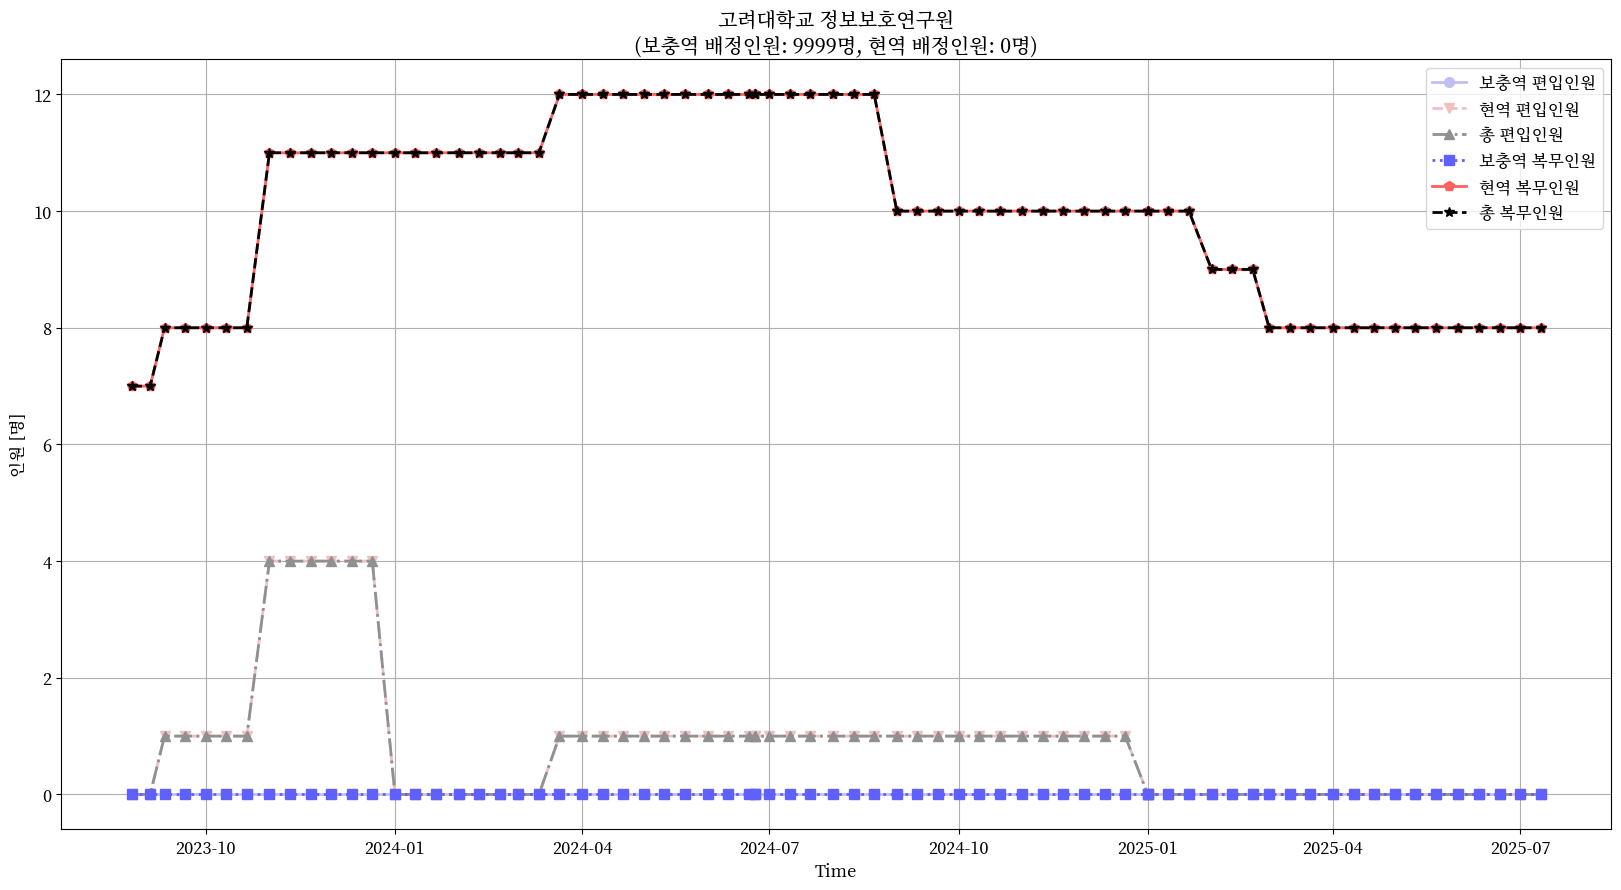 고려대학교 정보보호연구원
(보충역 배정인원: 9999명, 현역 배정인원: 0명)
보충역 편입인원
현역 편입인원
총 편입인원
보충역 복무인원
현역 복무인원
총 복무인원
인원 [명]
12
10
8
6
4
2
0
2023-10
2024-01
2024-04
2024-07
2024-10
2025-01
2025-04
2025-07
Time